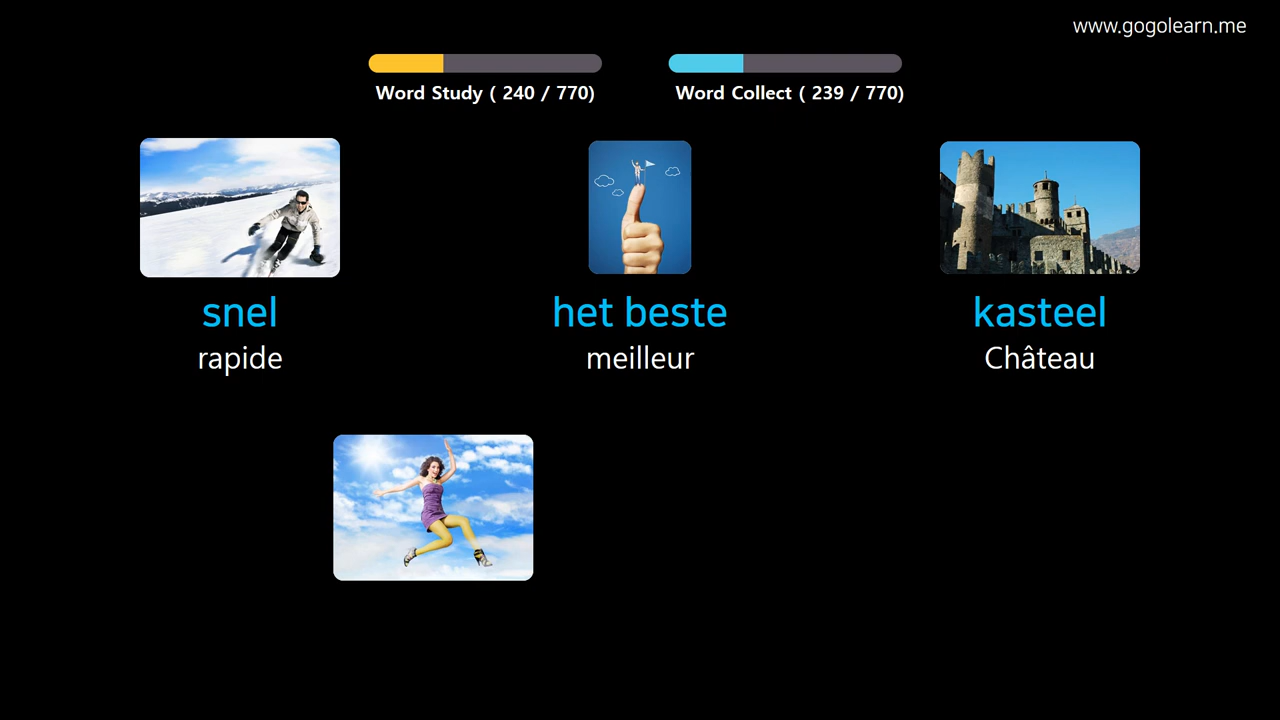 www.gogolearn.me
Word Study ( 240 / 770)
Word Collect ( 239 / 770)
snel
rapide
het beste
meilleur
kasteel
Château